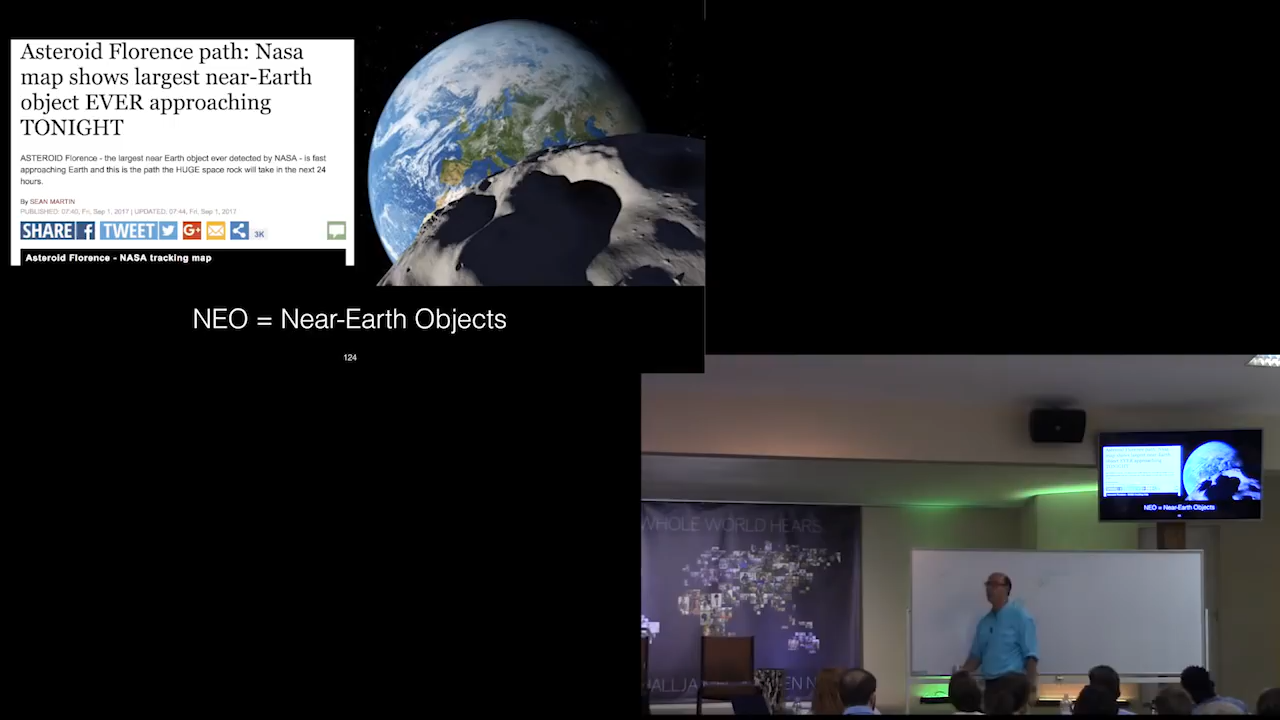 Asteroid Florence path: Nasa
map shows largest near-Earth
object EVER approaching
TONIGHT
ASTEROID Florence - the largest near Earth object ever detected by NASA - is fast
approaching Earth and this is the path the HUGE space rock will take in the next 24
hours.
By SEAN MARTIN
PUBLISHED: 07:40, Fri, Sep 1, 2017 | UPDATED: 07:44, Fri, Sep 1, 2017
SHARE f TWEET G+ 3K
Asteroid Florence - NASA tracking map
NEO = Near-Earth Objects
124
WHOLE WORLD HEARS
NEO = Near-Earth Objects